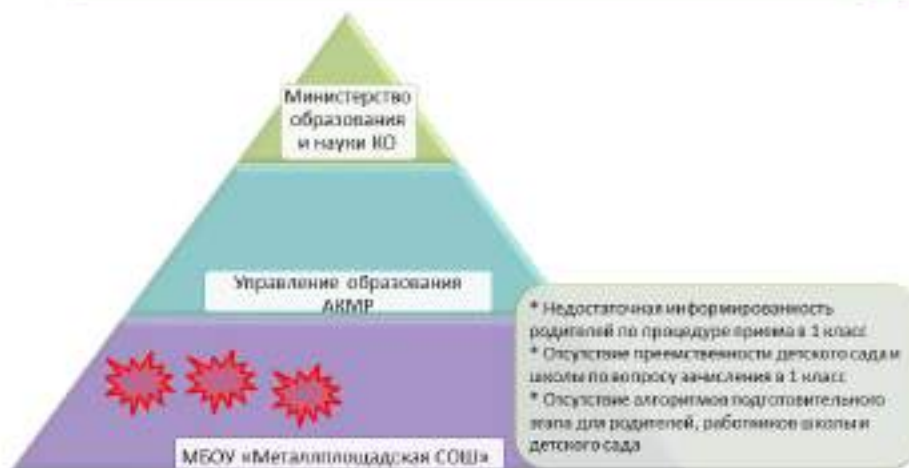 Министерство
образования
и науки КО
Управление образования
АКМР
* Недостаточная информированность
родителей по процедуре приема в 1 класс
* Отсутствие преемственности детского сада и
школы по вопросу зачисления в 1 класс
* Отсутствие алгоритмов подготовительного
этапа для родителей, работников школы и
детского сада
МБОУ «Металлплощадская СОШ»